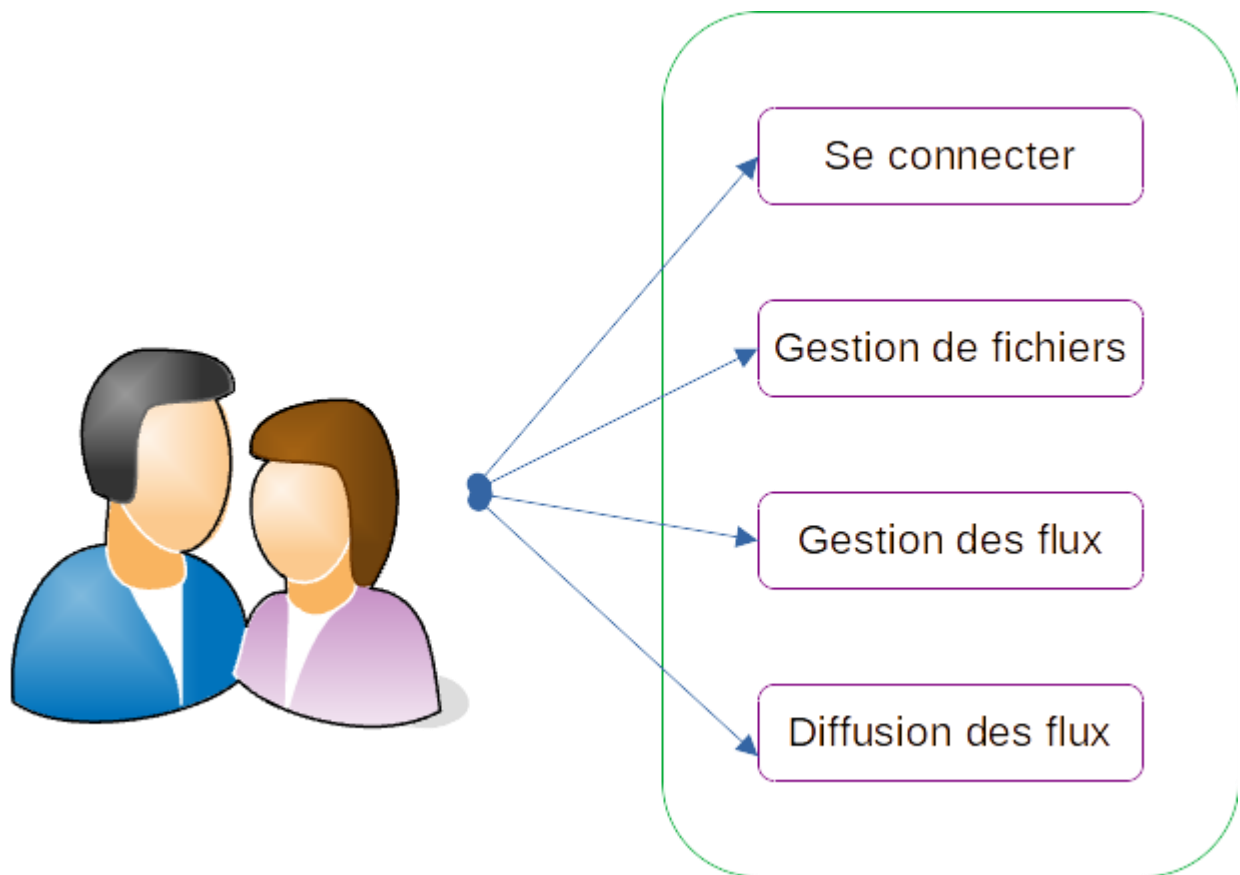 Se connecter
Gestion de fichiers
Gestion des flux
Diffusion des flux